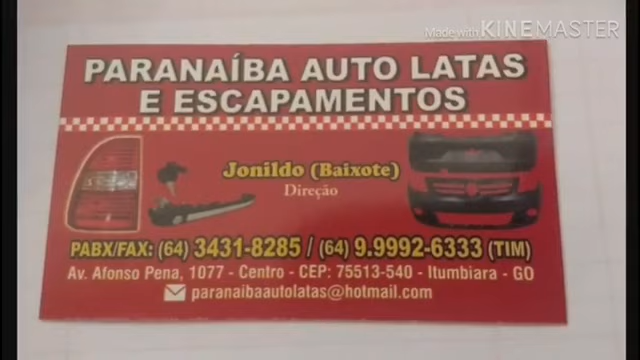 Made with KINEMASTER
PARANAÍBA AUTO LATAS
E ESCAPAMENTOS
Jonildo (Baixote)
Direção
PABX/FAX: (64) 3431-8285 / (64) 9.9992-6333 (TIM)
Av. Afonso Pena, 1077 - Centro - CEP: 75513-540 - Itumbiara - GO
paranaibaautolatas@hotmail.com